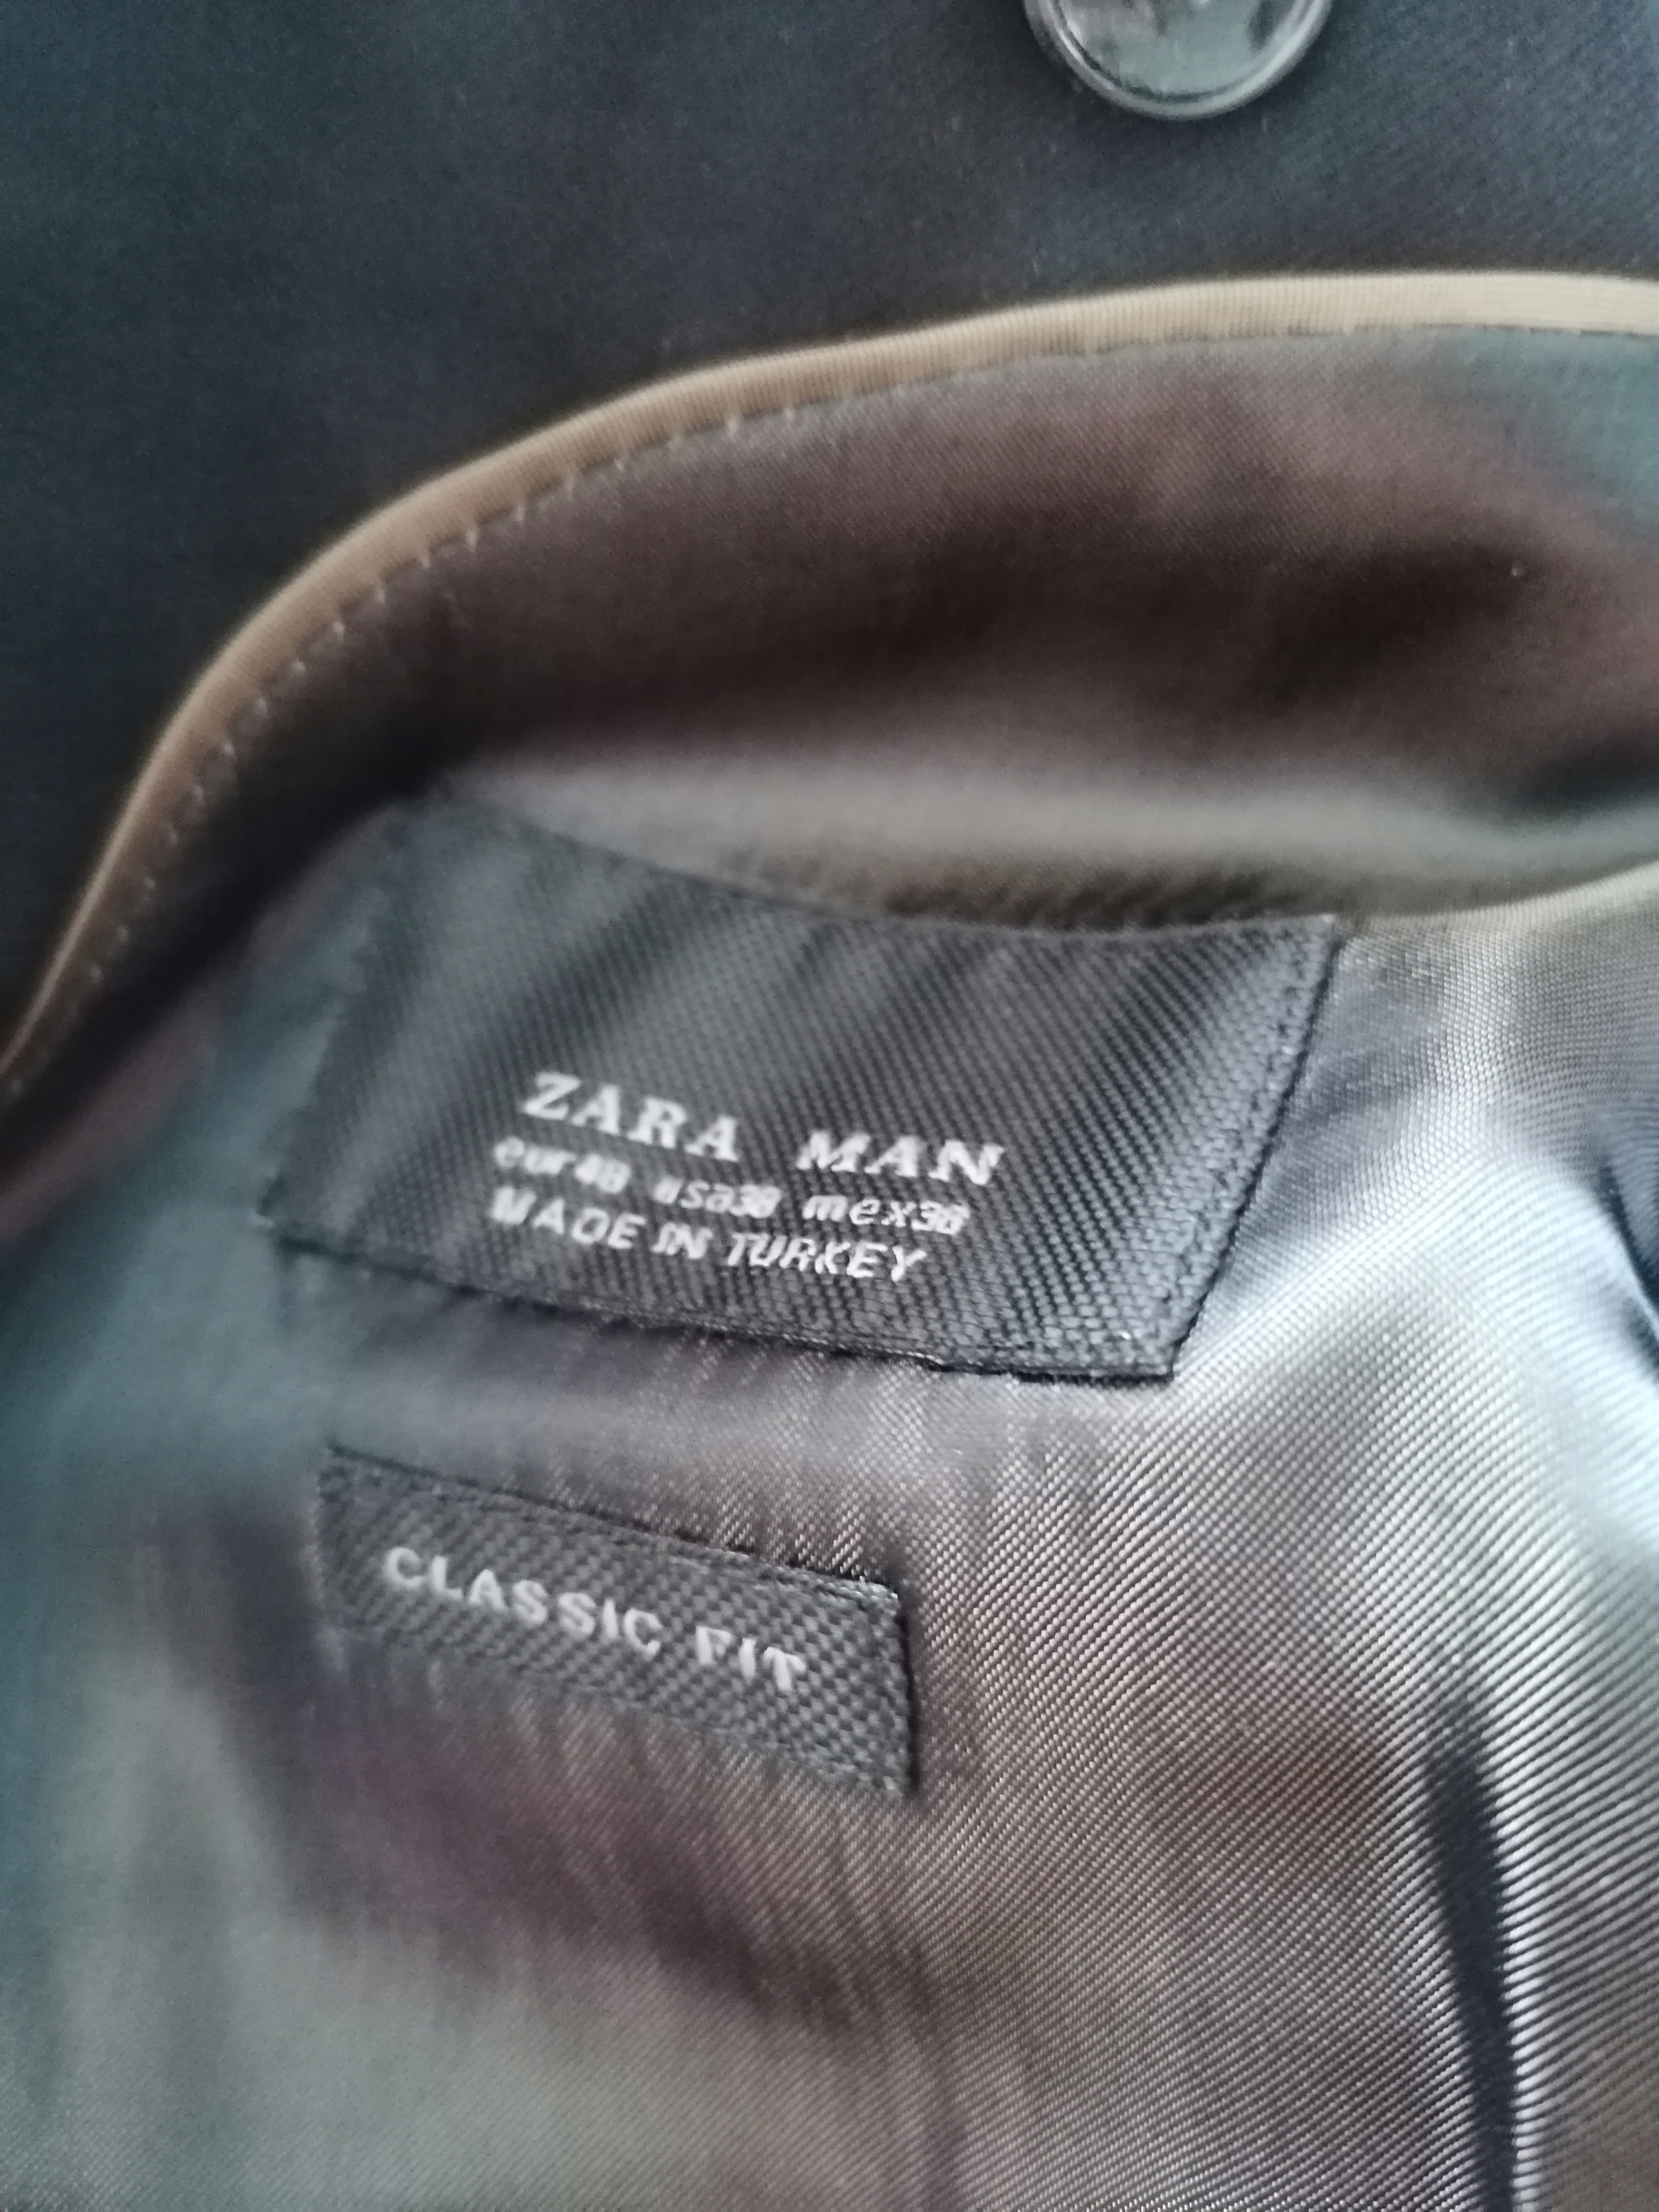 ZARA MAN
eur48 usa38 mex38
MADE IN TURKEY
CLASSIC FIT